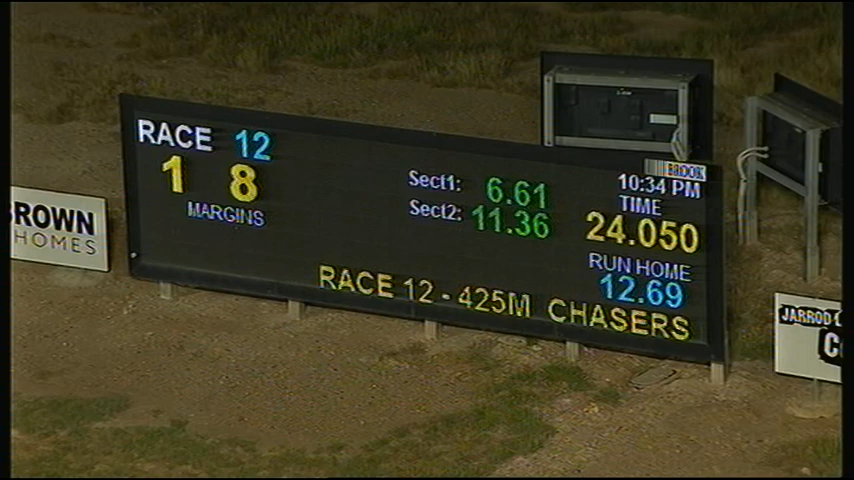 RACE 12
1 8
MARGINS
Sect1: 6.61
Sect2: 11.36
BROOK
10:34 PM
TIME
24.050
RUN HOME
12.69
RACE 12 - 425M CHASERS
BROWN
HOMES
JARROD